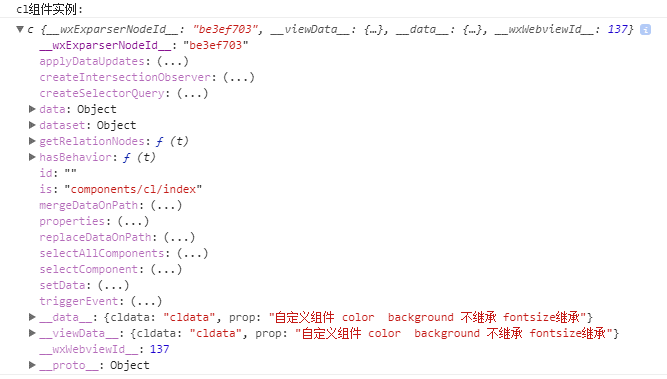 cl组件实例:
c {__wxExparserNodeId__: "be3ef703", __viewData__: {…}, __data__: {…}, __wxWebviewId__: 137} i
__wxExparserNodeId__: "be3ef703"
applyDataUpdates: (...)
createIntersectionObserver: (...)
createSelectorQuery: (...)
data: Object
dataset: Object
getRelationNodes: ƒ (t)
hasBehavior: ƒ (t)
id: ""
is: "components/cl/index"
mergeDataOnPath: (...)
properties: (...)
replaceDataOnPath: (...)
selectAllComponents: (...)
selectComponent: (...)
setData: (...)
triggerEvent: (...)
__data__: {cldata: "cldata", prop: "自定义组件 color  background 不继承 fontsize继承"}
__viewData__: {cldata: "cldata", prop: "自定义组件 color  background 不继承 fontsize继承"}
__wxWebviewId__: 137
__proto__: Object